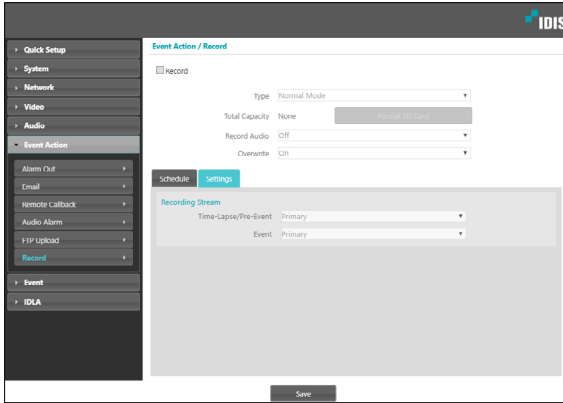 IDIS
Quick Setup
System
Network
Video
Audio
Event Action
Alarm Out
Email
Remote Callback
Audio Alarm
FTP Upload
Record
Event
IDLA
Event Action / Record
Record
Type Normal Mode
Total Capacity None Format SD Card
Record Audio Off
Overwrite On
Schedule Settings
Recording Stream
Time-Lapse/Pre-Event Primary
Event Primary
Save